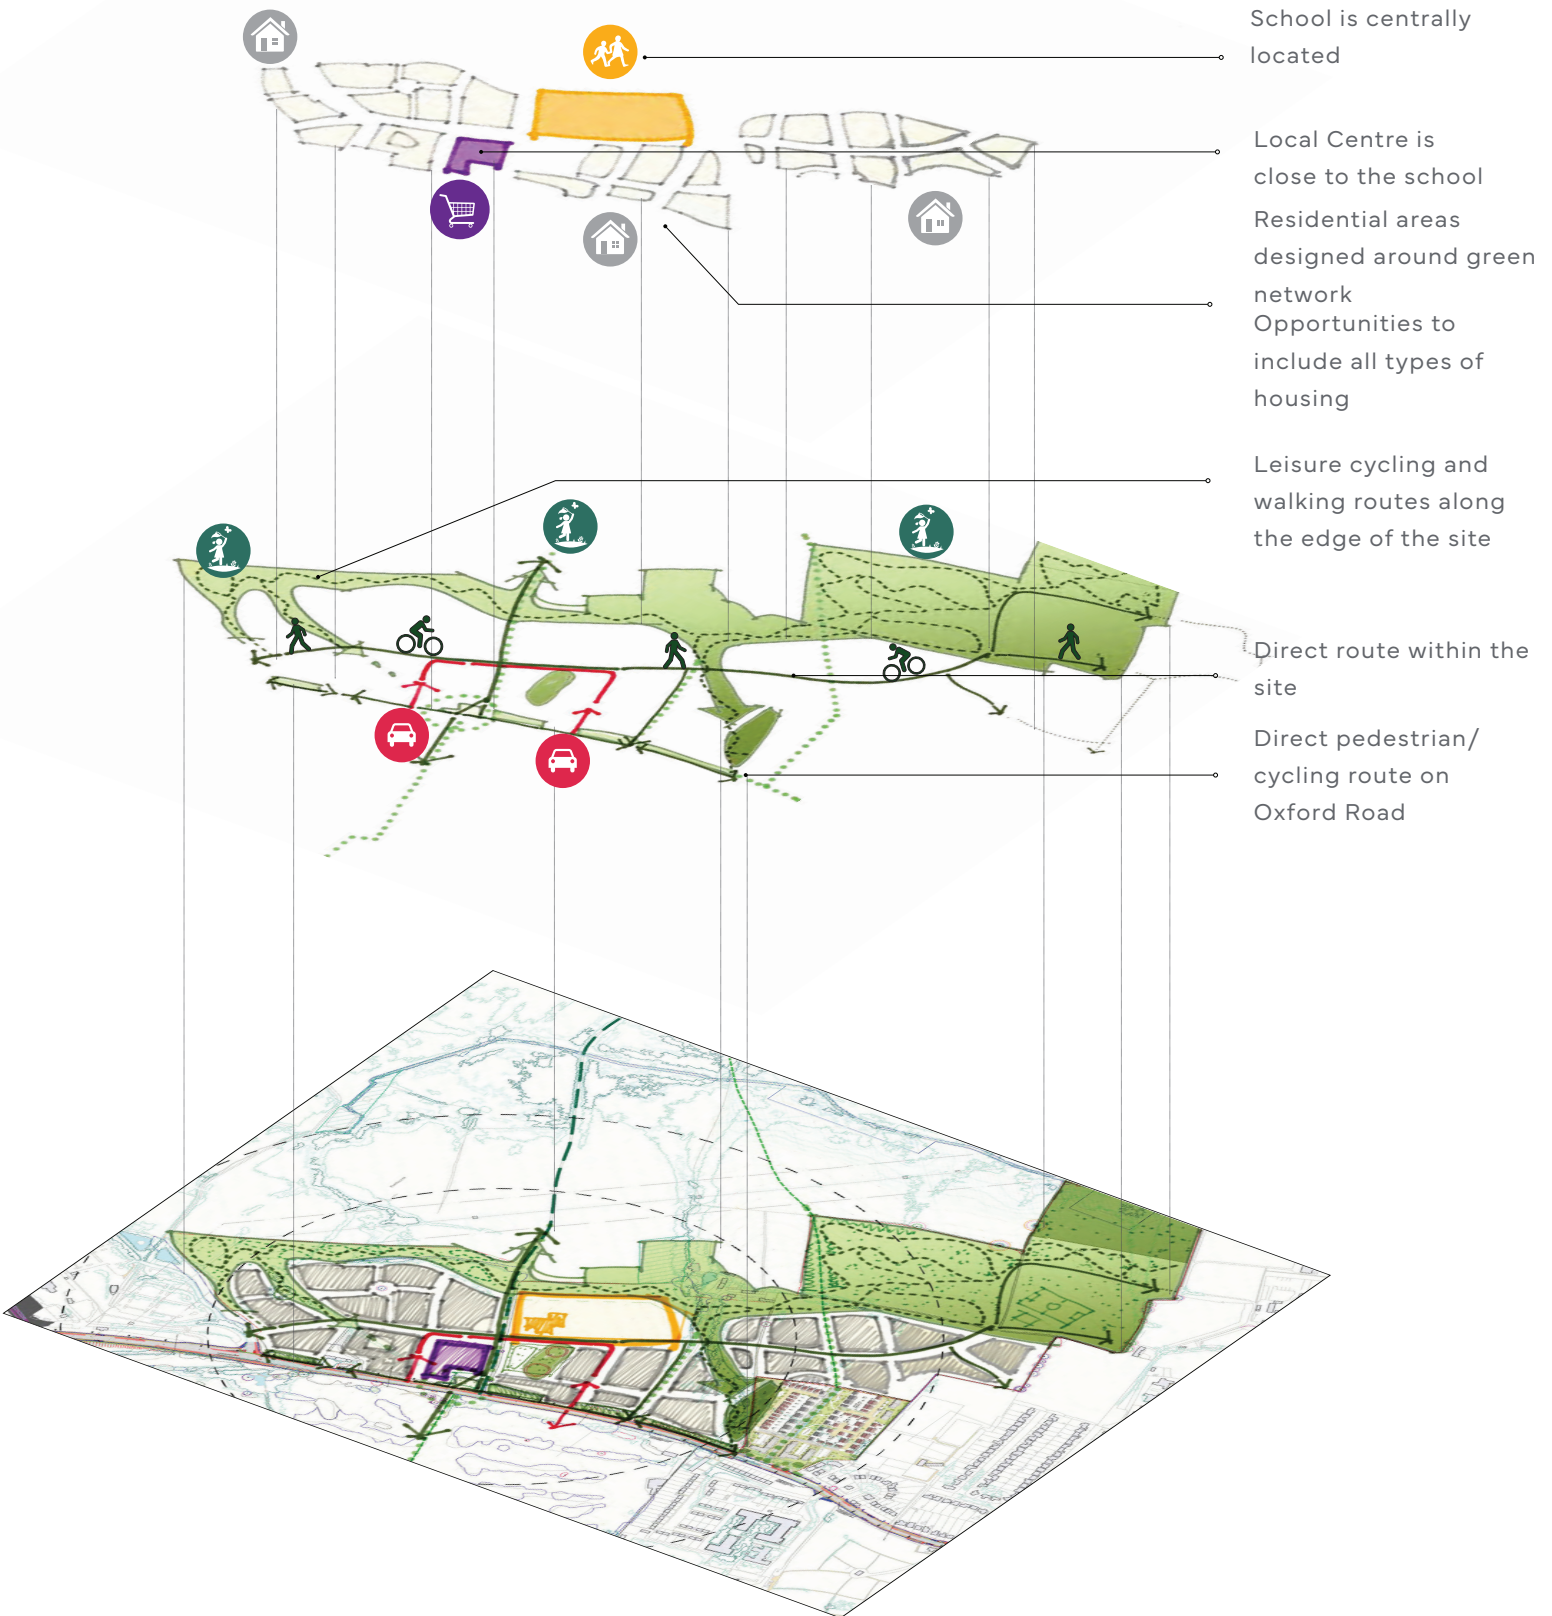 School is centrally
located
Local Centre is
close to the school
Residential areas
designed around green
network
Opportunities to
include all types of
housing
Leisure cycling and
walking routes along
the edge of the site
Direct route within the
site
Direct pedestrian/
cycling route on
Oxford Road